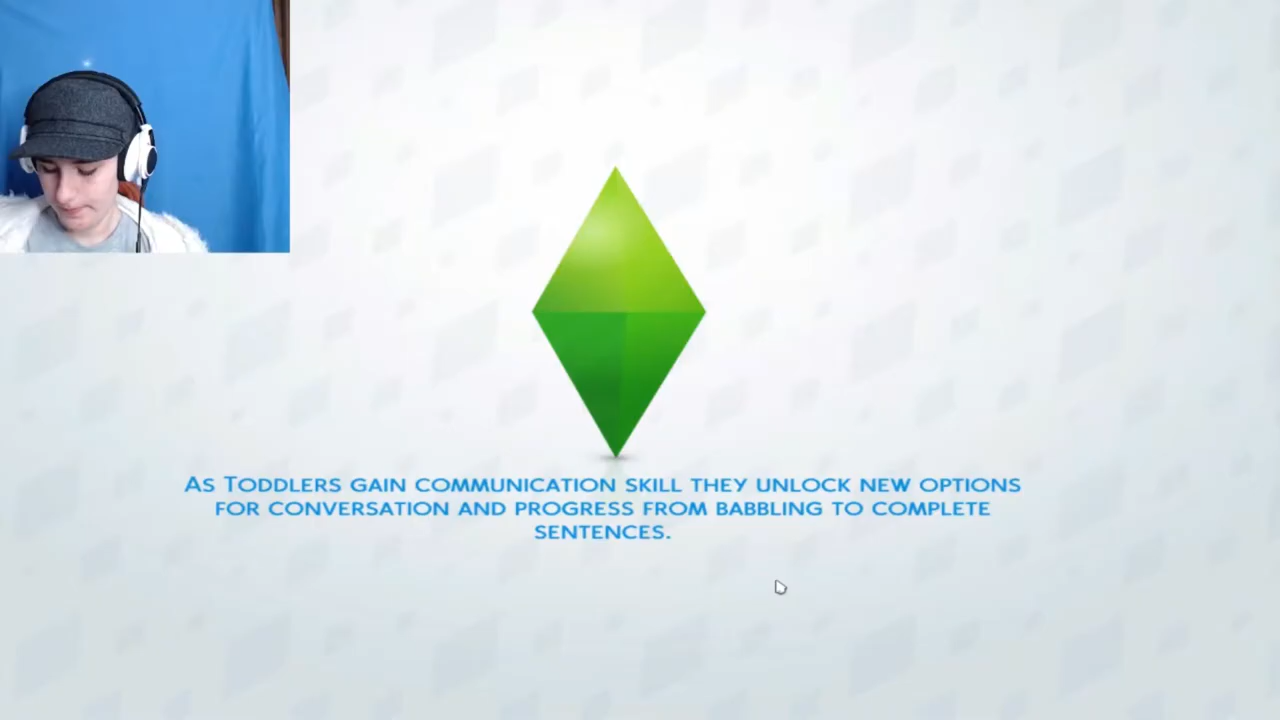 As Toddlers gain communication skill they unlock new options
for conversation and progress from babbling to complete
sentences.